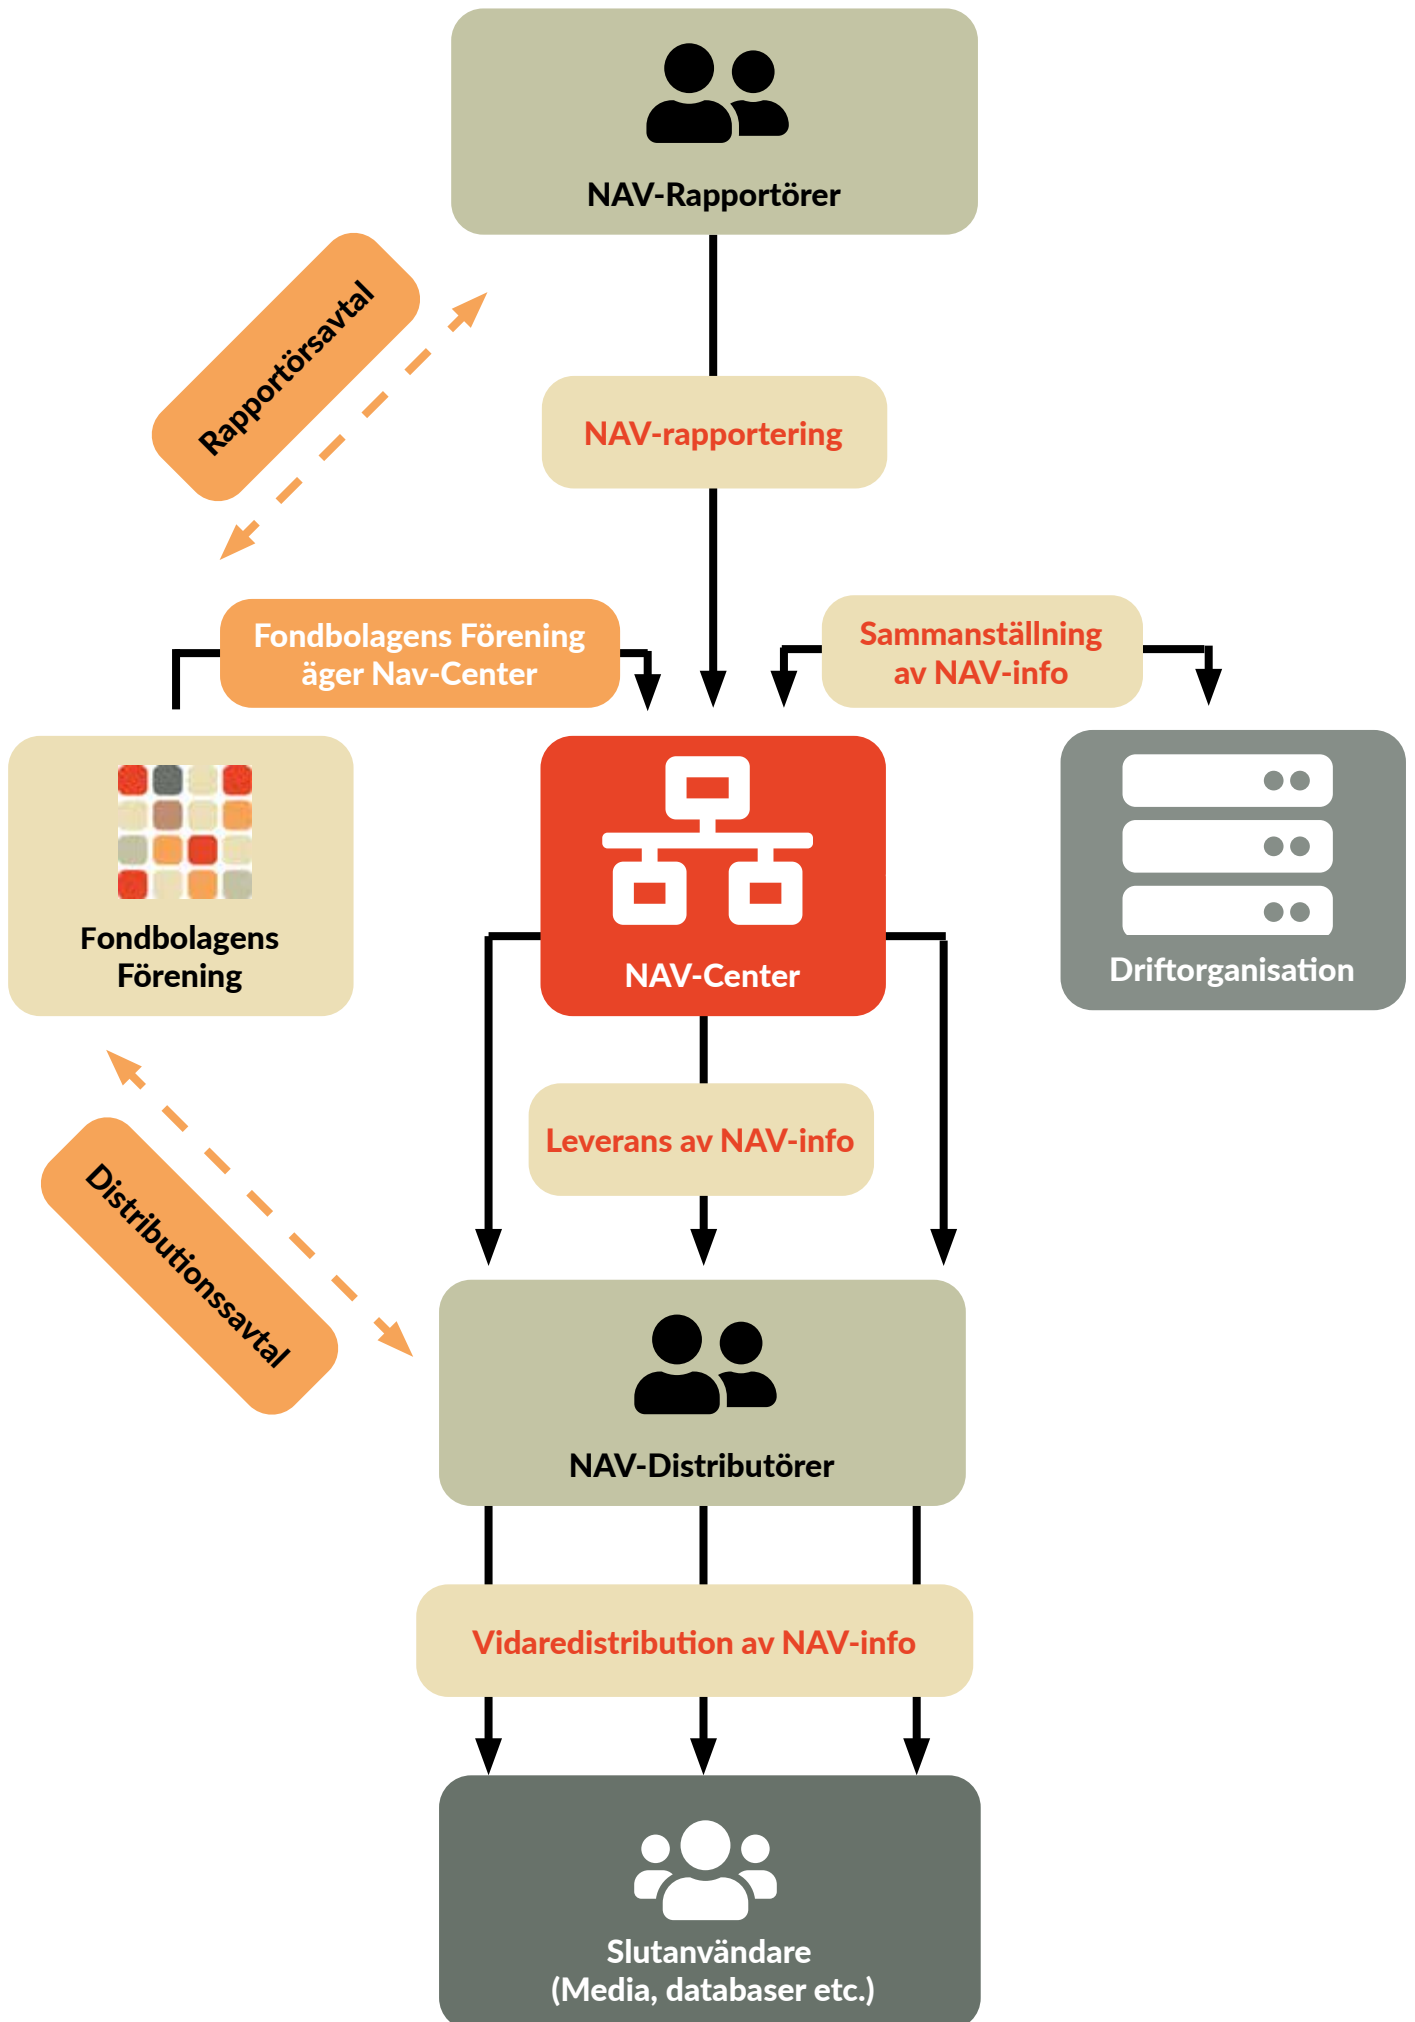 NAV-Rapportörer
Rapportörsavtal
NAV-rapportering
Fondbolagens Förening
äger Nav-Center
Sammanställning
av NAV-info
Fondbolagens
Förening
NAV-Center
Driftorganisation
Leverans av NAV-info
Distributionssavtal
NAV-Distributörer
Vidaredistribution av NAV-info
Slutanvändare
(Media, databaser etc.)